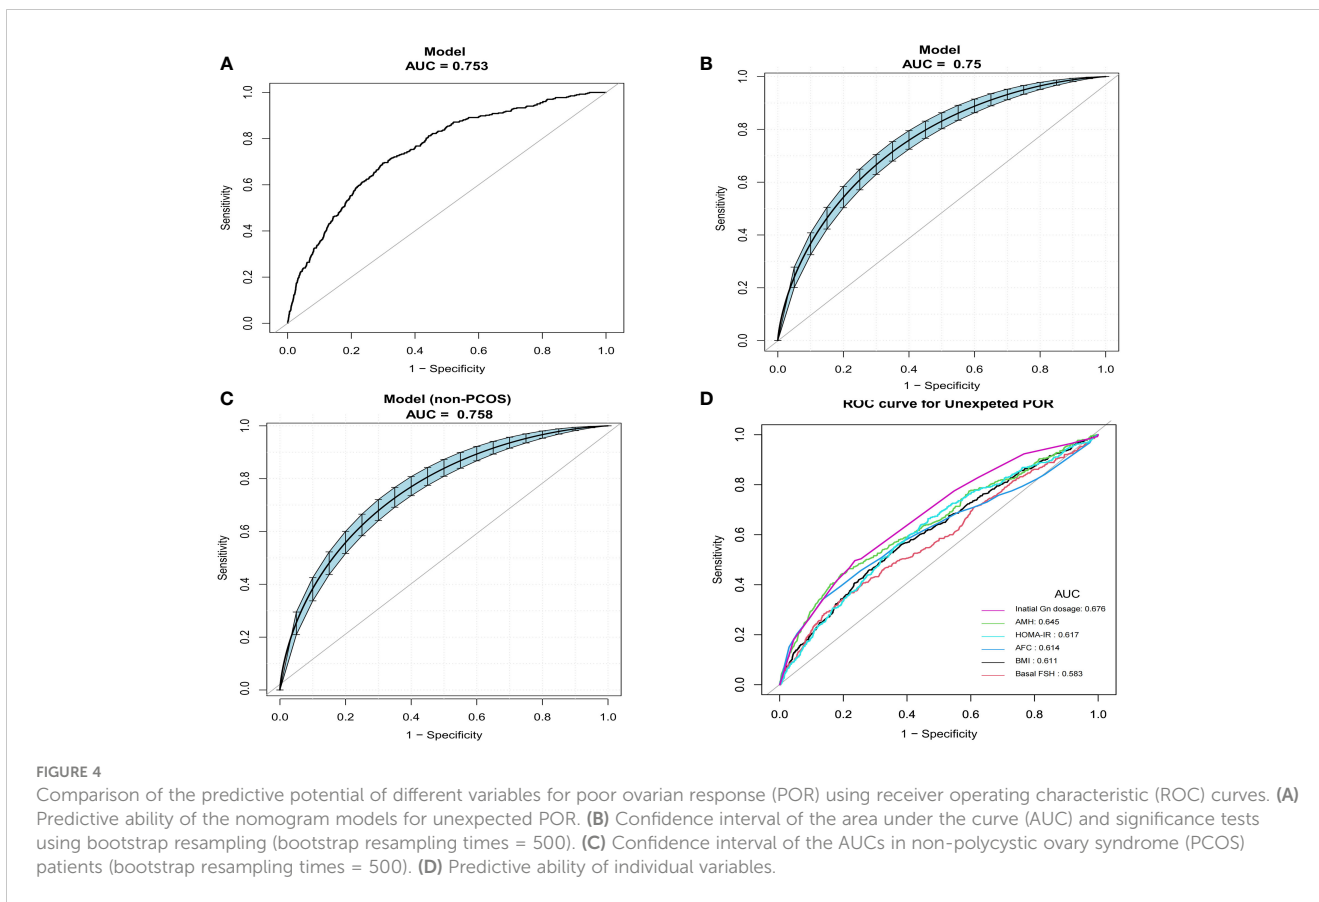 A
Model
AUC = 0.753
Sensitivity
0.0 0.2 0.4 0.6 0.8 1.0
0.0 0.2 0.4 0.6 0.8 1.0
1 − Specificity
B
Model
AUC = 0.75
Sensitivity
0.0 0.2 0.4 0.6 0.8 1.0
0.0 0.2 0.4 0.6 0.8 1.0
1 − Specificity
C
Model (non-PCOS)
AUC = 0.758
Sensitivity
0.0 0.2 0.4 0.6 0.8 1.0
0.0 0.2 0.4 0.6 0.8 1.0
1 − Specificity
D
ROC curve for Unexpeted POR
Sensitivity
0.0 0.2 0.4 0.6 0.8 1.0
AUC
Inatial Gn dosage: 0.676
AMH: 0.645
HOMA-IR : 0.617
AFC : 0.614
BMI : 0.611
Basal FSH : 0.583
0.0 0.2 0.4 0.6 0.8 1.0
1 − Specificity
FIGURE 4
Comparison of the predictive potential of different variables for poor ovarian response (POR) using receiver operating characteristic (ROC) curves. (A)
Predictive ability of the nomogram models for unexpected POR. (B) Confidence interval of the area under the curve (AUC) and significance tests
using bootstrap resampling (bootstrap resampling times = 500). (C) Confidence interval of the AUCs in non-polycystic ovary syndrome (PCOS)
patients (bootstrap resampling times = 500). (D) Predictive ability of individual variables.